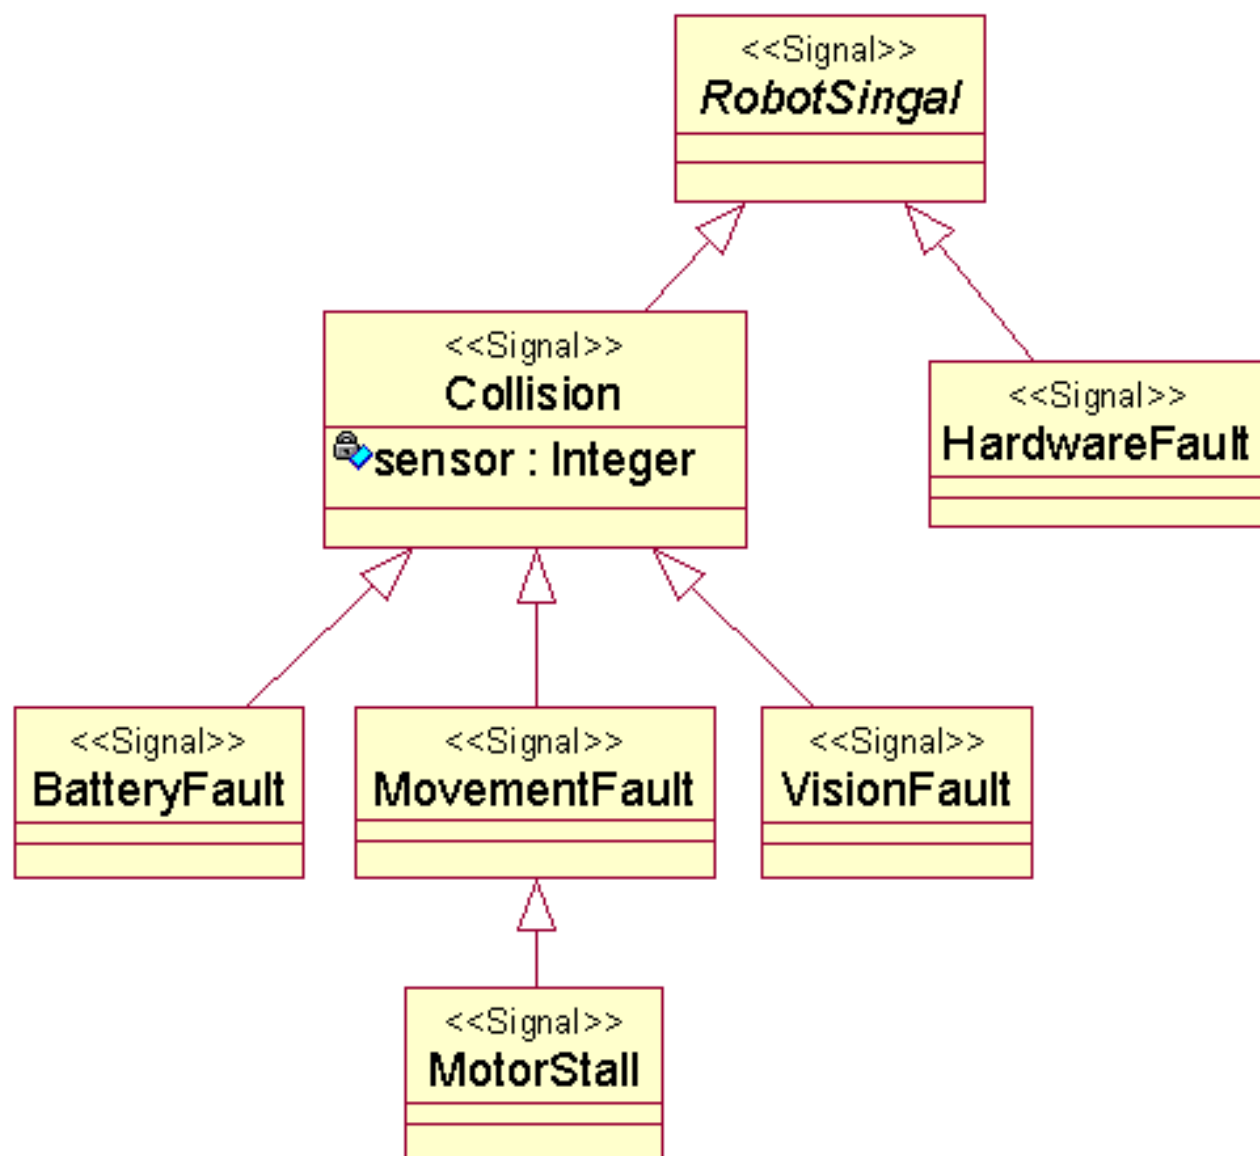 <<Signal>>
RobotSingal
<<Signal>>
Collision
sensor : Integer
<<Signal>>
HardwareFault
<<Signal>>
BatteryFault
<<Signal>>
MovementFault
<<Signal>>
VisionFault
<<Signal>>
MotorStall